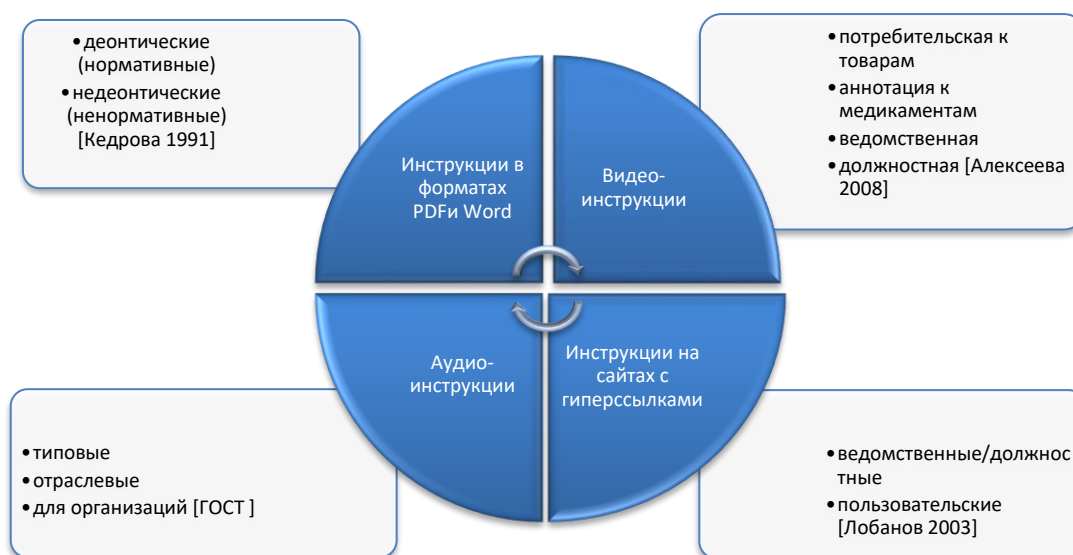 • деонтические
(нормативные)
• недеонтические
(ненормативные)
[Кедрова 1991]
• потребительская к
товарам
• аннотация к
медикаментам
• ведомственная
• должностная [Алексеева
2008]
Инструкции в
форматах
PDFи Word
Видео-
инструкции
Аудио-
инструкции
Инструкции на
сайтах с
гиперссылками
• типовые
• отраслевые
• для организаций [ГОСТ ]
• ведомственные/должнос
тные
• пользовательские
[Лобанов 2003]